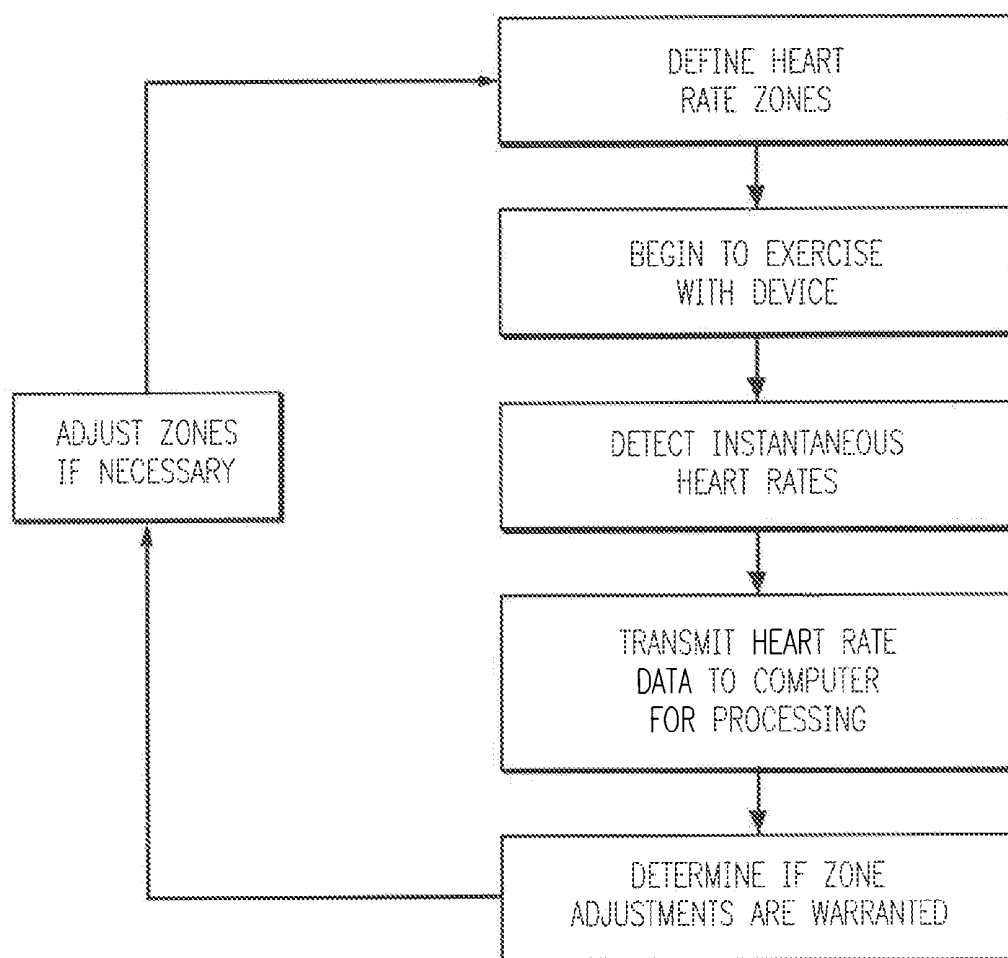 DEFINE HEART
RATE ZONES
BEGIN TO EXERCISE
WITH DEVICE
DETECT INSTANTANEOUS
HEART RATES
TRANSMIT HEART RATE
DATA TO COMPUTER
FOR PROCESSING
DETERMINE IF ZONE
ADJUSTMENTS ARE WARRANTED
ADJUST ZONES
IF NECESSARY